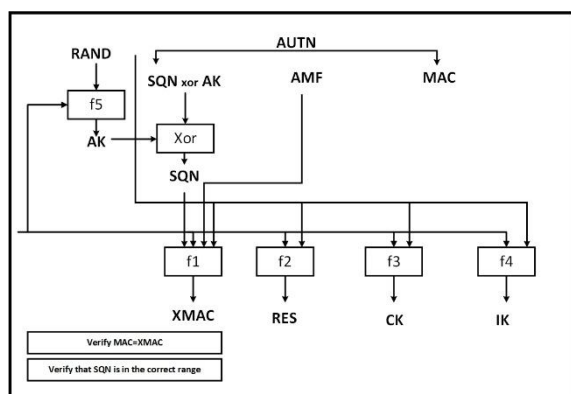 AUTN
RAND
SQN xor AK
AMF
MAC
f5
AK
Xor
SQN
f1
f2
f3
f4
XMAC
RES
CK
IK
Verify MAC=XMAC
Verify that SQN is in the correct range